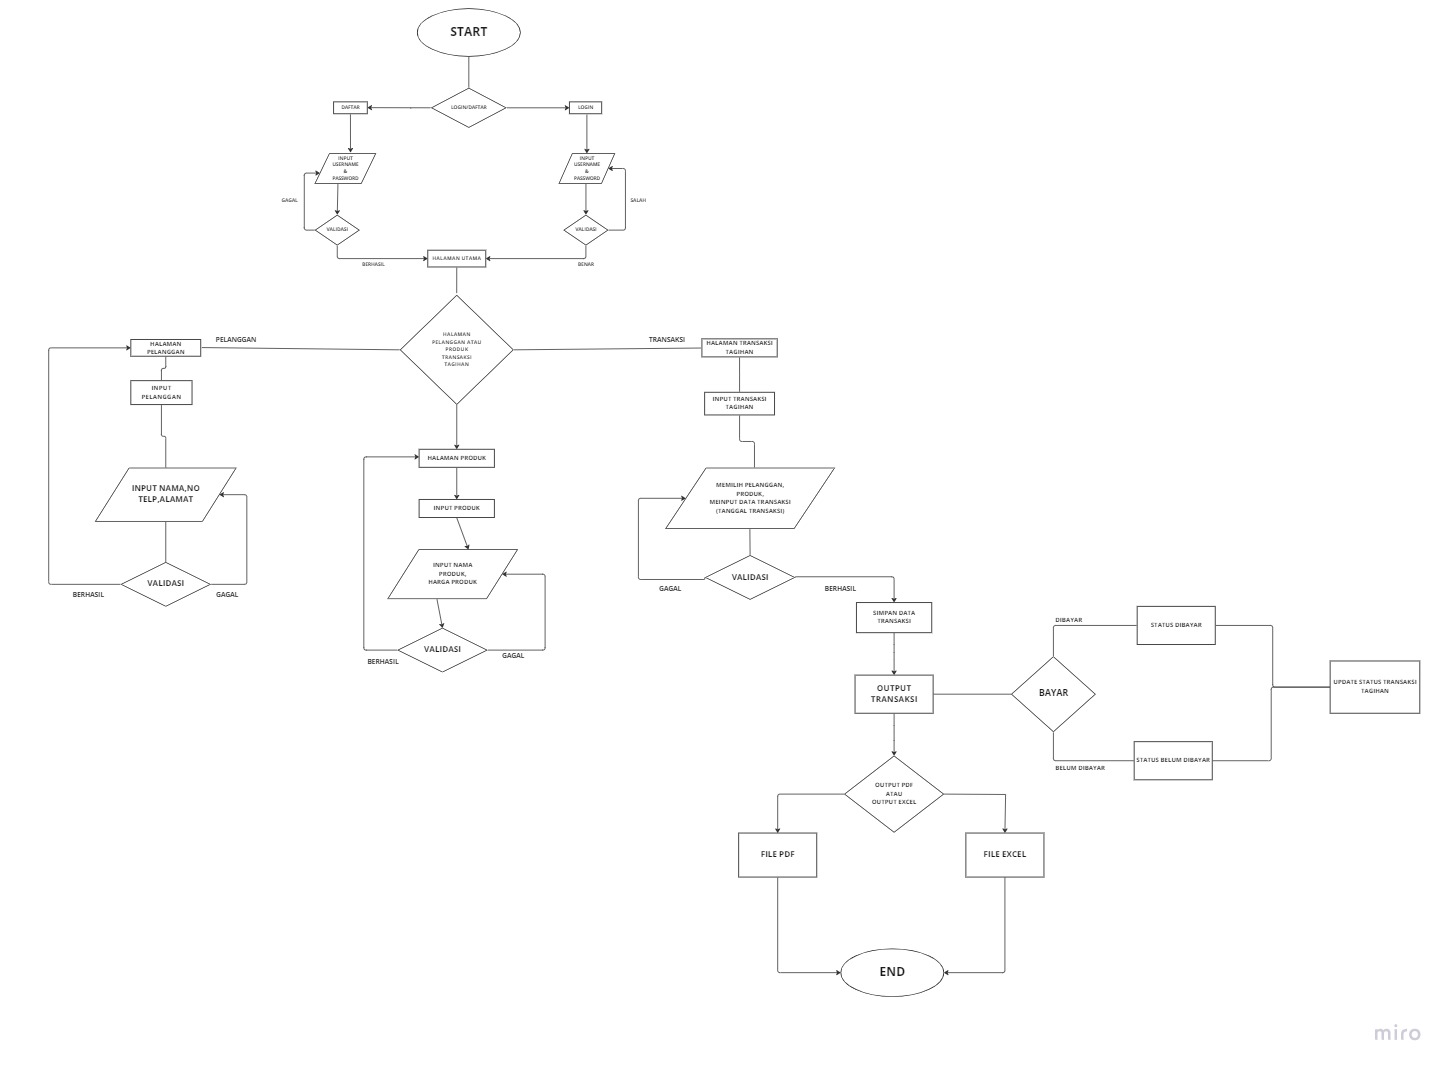 START
LOGIN/DAFTAR
DAFTAR
LOGIN
INPUT
USERNAME
&
PASSWORD
INPUT
USERNAME
&
PASSWORD
GAGAL
SALAH
VALIDASI
VALIDASI
BERHASIL
HALAMAN UTAMA
BENAR
HALAMAN
PELANGGAN ATAU
PRODUK
TRANSAKSI
TAGIHAN
PELANGGAN
HALAMAN
PELANGGAN
INPUT
PELANGGAN
INPUT NAMA,NO
TELP,ALAMAT
VALIDASI
BERHASIL
GAGAL
HALAMAN PRODUK
INPUT PRODUK
INPUT NAMA
PRODUK,
HARGA PRODUK
VALIDASI
BERHASIL
GAGAL
TRANSAKSI
HALAMAN TRANSAKSI
TAGIHAN
INPUT TRANSAKSI
TAGIHAN
MEMILIH PELANGGAN,
PRODUK,
MEINPUT DATA TRANSAKSI
(TANGGAL TRANSAKSI)
VALIDASI
GAGAL
BERHASIL
SIMPAN DATA
TRANSAKSI
OUTPUT
TRANSAKSI
BAYAR
DIBAYAR
STATUS DIBAYAR
BELUM DIBAYAR
STATUS BELUM DIBAYAR
UPDATE STATUS TRANSAKSI
TAGIHAN
OUTPUT PDF
ATAU
OUTPUT EXCEL
FILE PDF
FILE EXCEL
END
miro